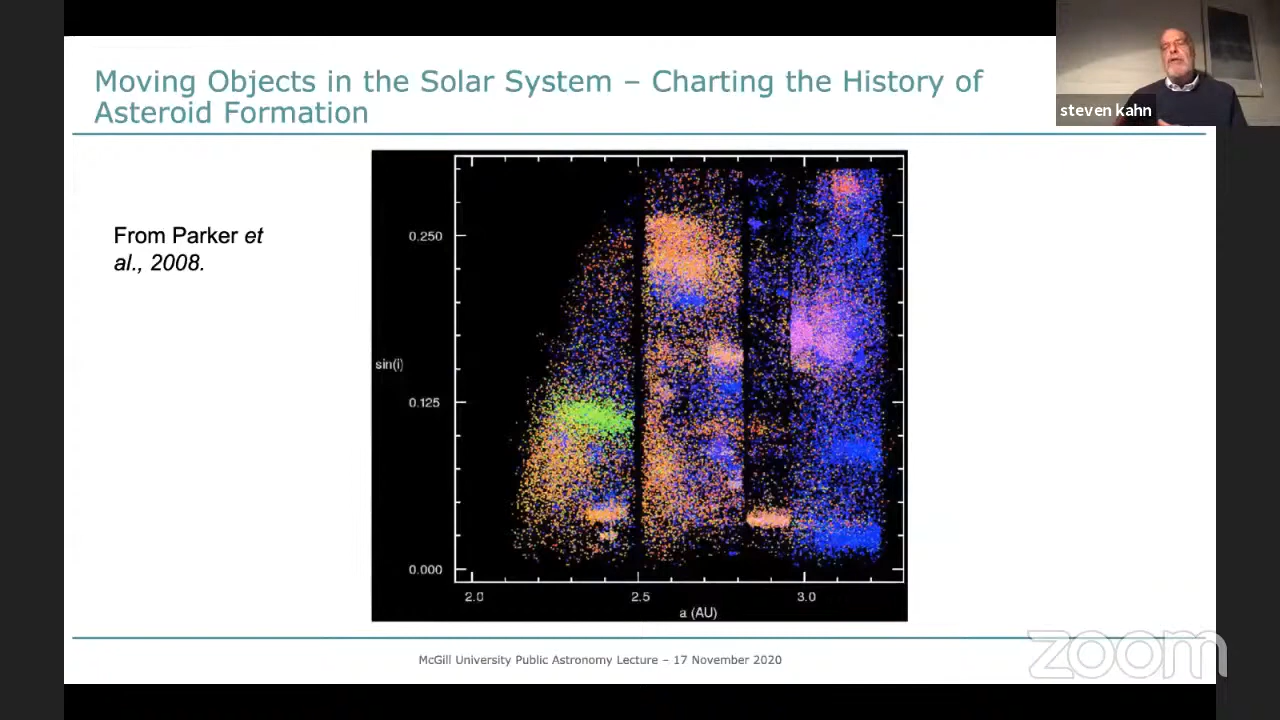 Moving Objects in the Solar System – Charting the History of
Asteroid Formation
steven kahn
From Parker et
al., 2008.
0.250
sin(i)
0.125
0.000
2.0 2.5 3.0
a (AU)
McGill University Public Astronomy Lecture – 17 November 2020
zoom